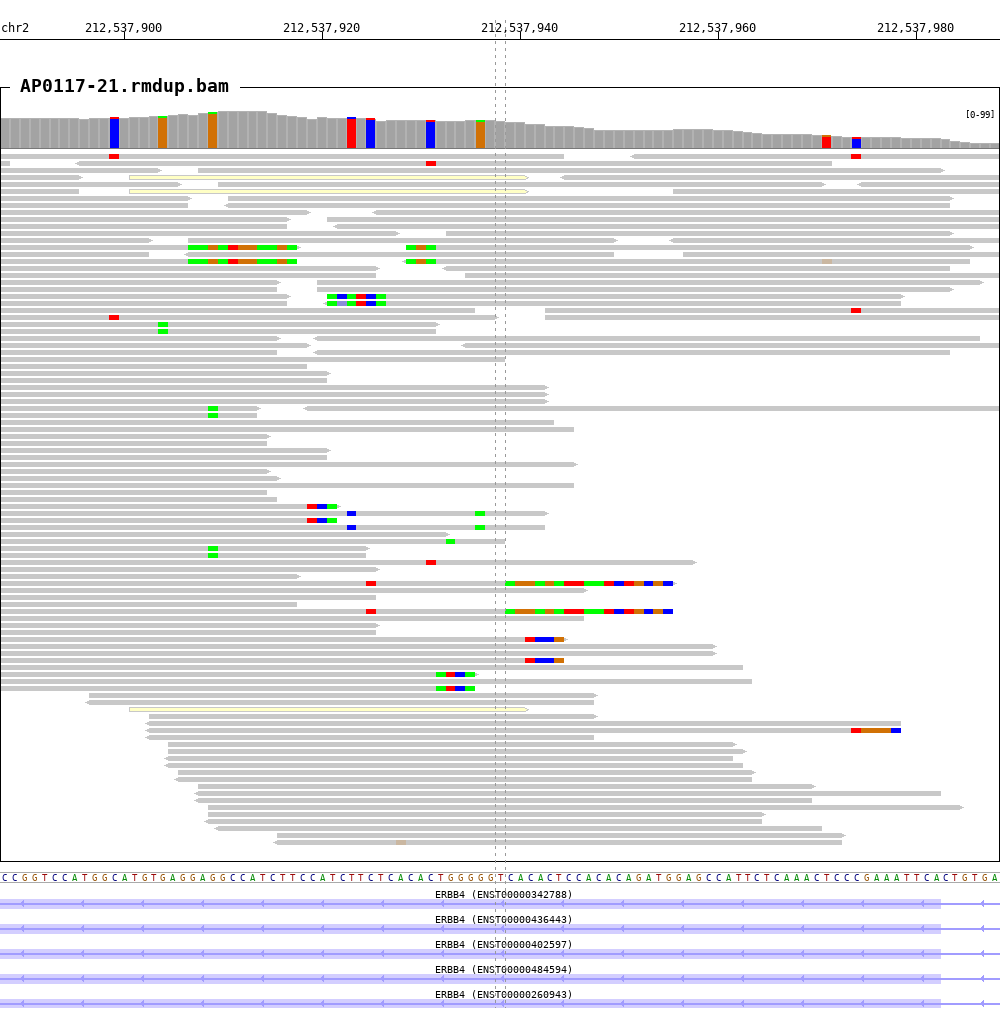 chr2 212,537,900 212,537,920 212,537,940 212,537,960 212,537,980
AP0117-21.rmdup.bam
[0-99]
C C G G T C C A T G G C A T G T G A G G A G G C C A T C T T C C A T C T T C T C A C A C T G G G G G T C A C A C T C C A C A C A G A T G G A G C C A T T C T C A A A C T C C C G A A A T T C A C T G T G A
ERBB4 (ENST00000342788)
ERBB4 (ENST00000436443)
ERBB4 (ENST00000402597)
ERBB4 (ENST00000484594)
ERBB4 (ENST00000260943)